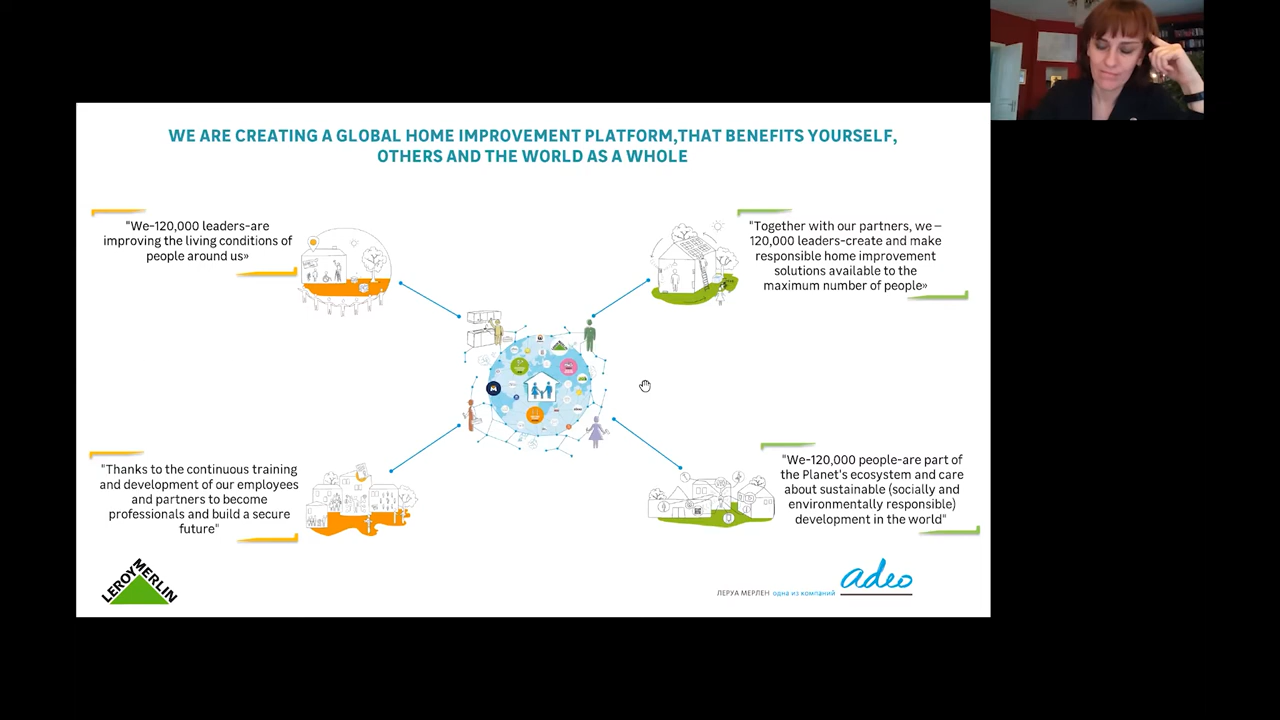 WE ARE CREATING A GLOBAL HOME IMPROVEMENT PLATFORM,THAT BENEFITS YOURSELF,
OTHERS AND THE WORLD AS A WHOLE
"We-120,000 leaders-are
improving the living conditions of
people around us»
"Together with our partners, we –
120,000 leaders-create and make
responsible home improvement
solutions available to the
maximum number of people»
"Thanks to the continuous training
and development of our employees
and partners to become
professionals and build a secure
future"
"We-120,000 people-are part of
the Planet's ecosystem and care
about sustainable (socially and
environmentally responsible)
development in the world"
LEROY MERLIN
ЛЕРУА МЕРЛЕН одна из компаний
adeo